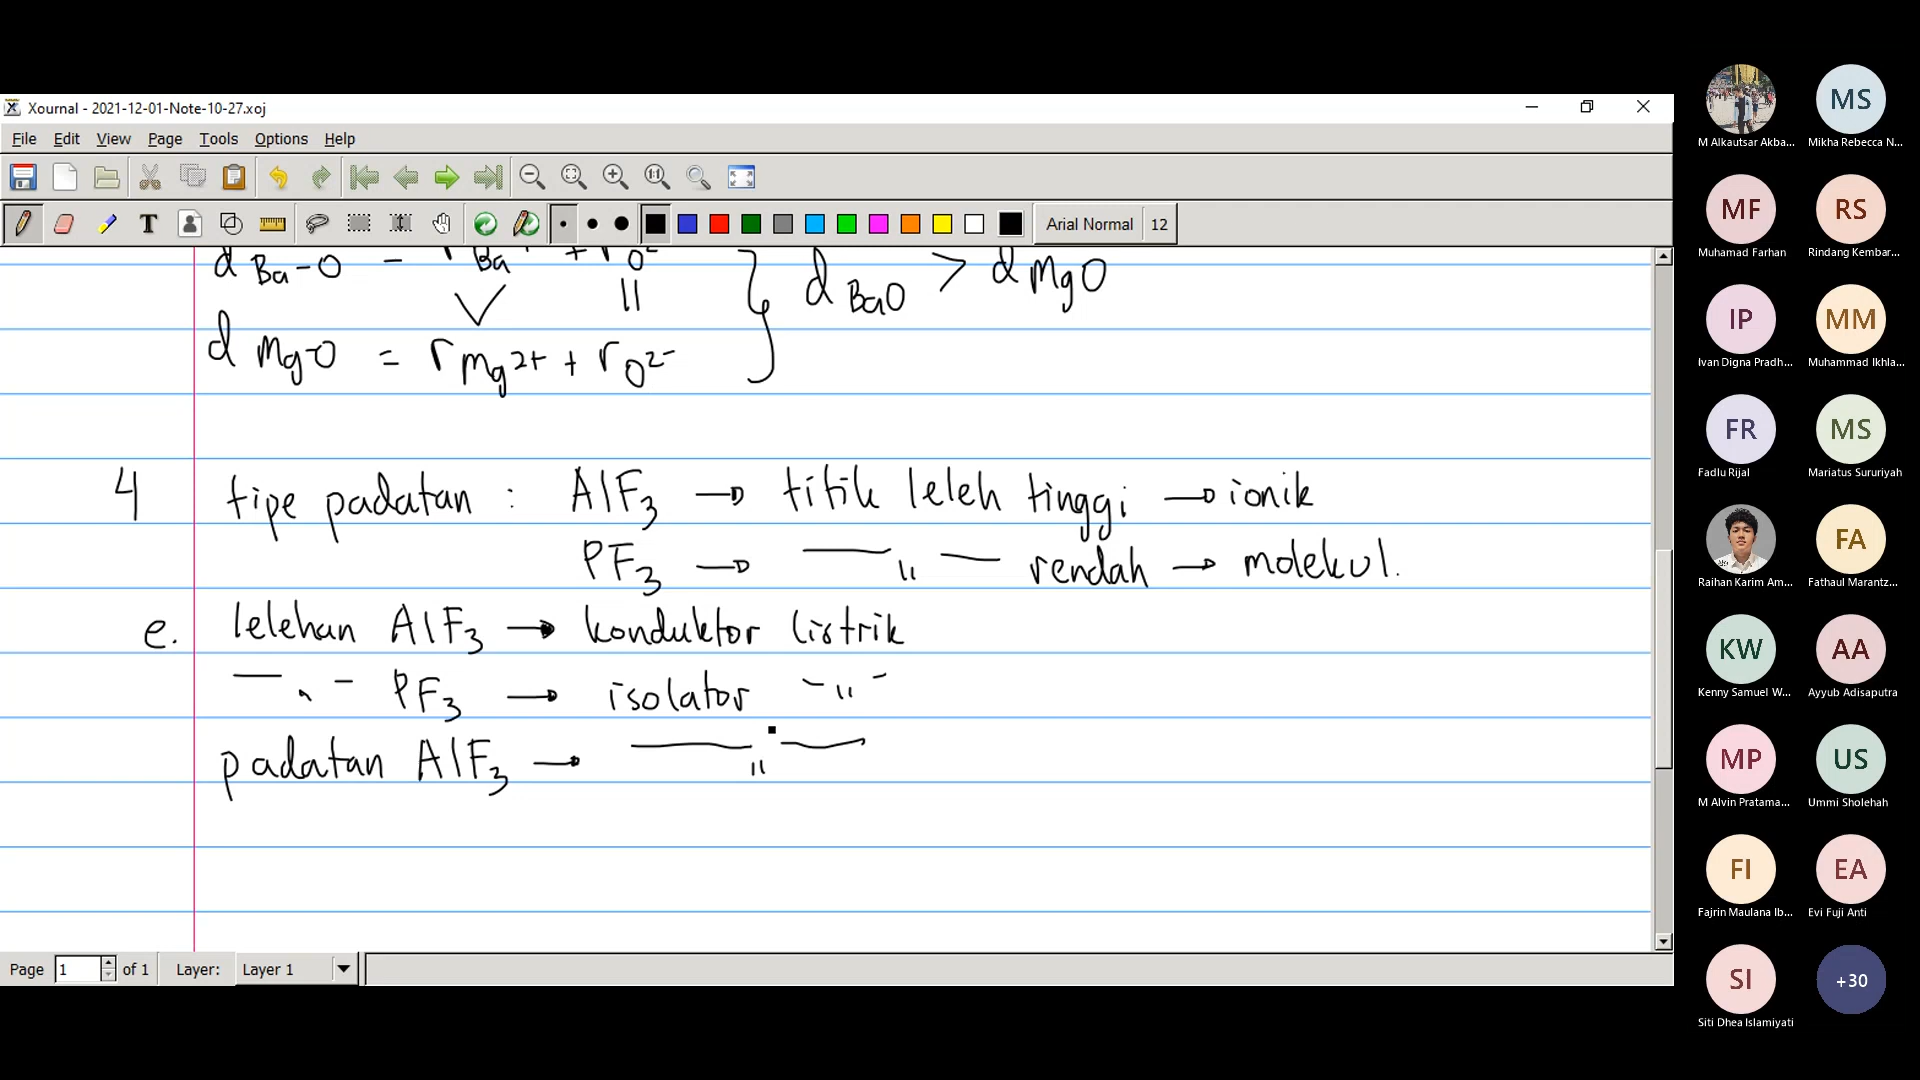 Xournal - 2021-12-01-Note-10-27.xoj
File Edit View Page Tools Options Help
Arial Normal 12
d Ba-O = r Ba²⁺ + r O²⁻ } d BaO > d MgO
V ||
d Mg-O = r Mg²⁺ + r O²⁻
4 tipe padatan : AlF₃ → titik leleh tinggi → ionik
PF₃ → — " — rendah → molekul.
e. lelehan AlF₃ → konduktor listrik
— " — PF₃ → isolator - " -
padatan AlF₃ → — " —
Page 1 of 1 Layer: Layer 1
M Alkautsar Akba...
MS
Mikha Rebecca N...
MF
Muhamad Farhan
RS
Rindang Kembar...
IP
Ivan Digna Pradh...
MM
Muhammad Ikhla...
FR
Fadlu Rijal
MS
Mariatus Sururiyah
Raihan Karim Am...
FA
Fathaul Marantz...
KW
Kenny Samuel W...
AA
Ayyub Adisaputra
MP
M Alvin Pratama...
US
Ummi Sholehah
FI
Fajrin Maulana Ib...
EA
Evi Fuji Anti
SI
Siti Dhea Islamiyati
+30